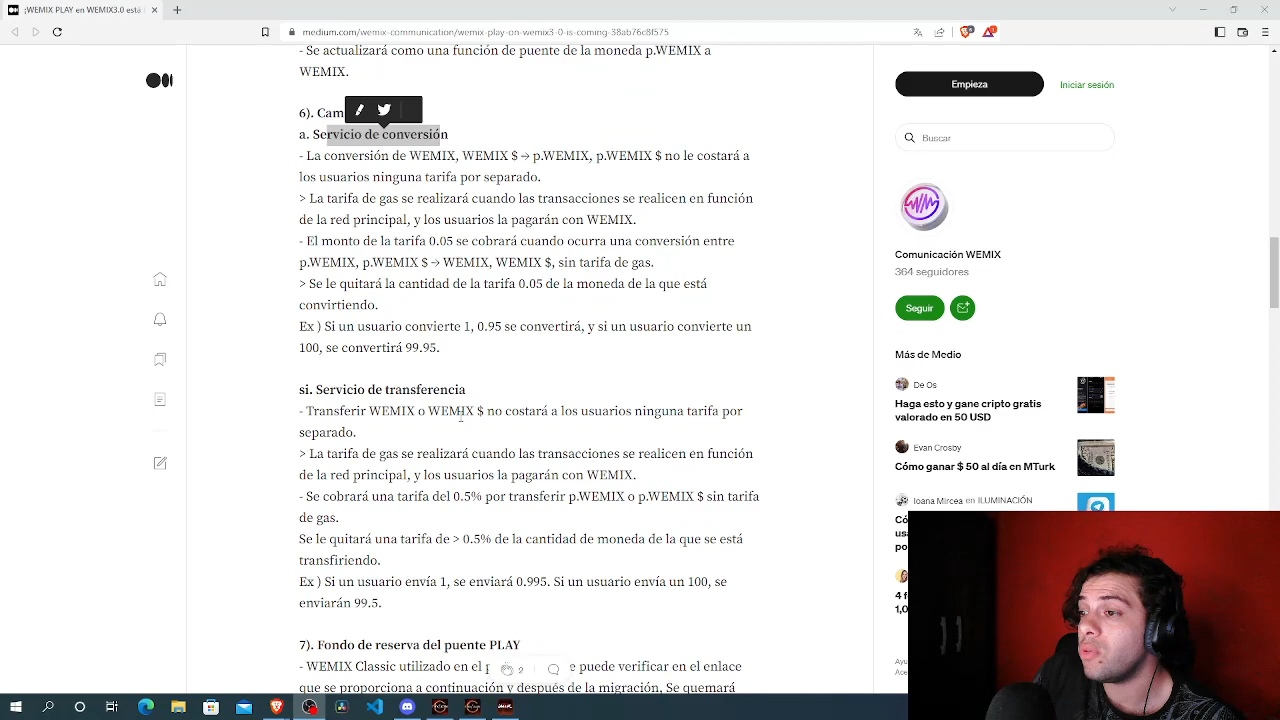 ¡WEMIX PLAY en WEMIX3.0 está
medium.com/wemix-communication/wemix-play-on-wemix3-0-is-coming-38ab76c8f575
- Se actualizará como una función de puente de la moneda p.WEMIX a
WEMIX.
6). Cam
a. Servicio de conversión
- La conversión de WEMIX, WEMIX $ → p.WEMIX, p.WEMIX $ no le costará a
los usuarios ninguna tarifa por separado.
> La tarifa de gas se realizará cuando las transacciones se realicen en función
de la red principal, y los usuarios la pagarán con WEMIX.
- El monto de la tarifa 0.05 se cobrará cuando ocurra una conversión entre
p.WEMIX, p.WEMIX $ → WEMIX, WEMIX $, sin tarifa de gas.
> Se le quitará la cantidad de la tarifa 0.05 de la moneda de la que está
convirtiendo.
Ex ) Si un usuario convierte 1, 0.95 se convertirá, y si un usuario convierte un
100, se convertirá 99.95.
si. Servicio de transferencia
- Transferir WEMIX o WEMIX $ no costará a los usuarios ninguna tarifa por
separado.
> La tarifa de gas se realizará cuando las transacciones se realicen en función
de la red principal, y los usuarios la pagarán con WEMIX.
- Se cobrará una tarifa del 0.5% por transferir p.WEMIX o p.WEMIX $ sin tarifa
de gas.
Se le quitará una tarifa de > 0.5% de la cantidad de moneda de la que se está
transfiriendo.
Ex ) Si un usuario envía 1, se enviará 0.995. Si un usuario envía un 100, se
enviarán 99.5.
7). Fondo de reserva del puente PLAY
- WEMIX Classic utilizado en el p 2 e puede verificar en el enlace
que se proporciona a continuación y después de la migración, Se quemará
Empieza
Iniciar sesión
Buscar
Comunicación WEMIX
364 seguidores
Seguir
Más de Medio
De Os
Haga esto y gane cripto gratis
valorado en 50 USD
Evan Crosby
Cómo ganar $ 50 al día en MTurk
Ioana Mircea en ILUMINACIÓN
Có
usa
po
4 f
1,0
Ayu
Ace